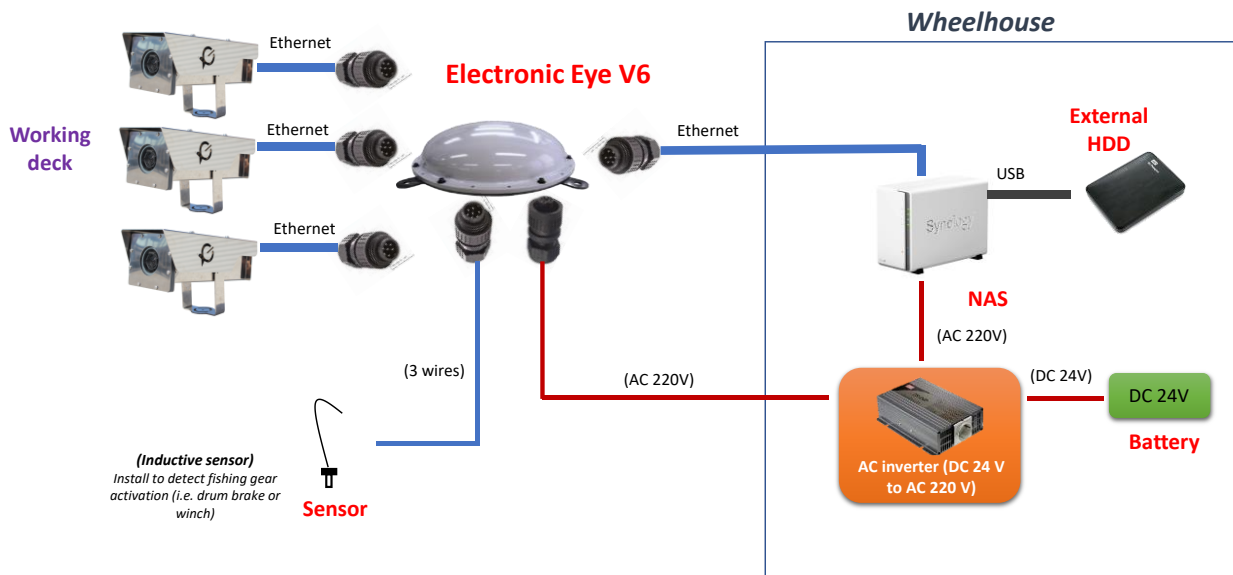 Wheelhouse
Ethernet
Electronic Eye V6
Working
deck
Ethernet
Ethernet
External
HDD
USB
Synology
Ethernet
NAS
(AC 220V)
(3 wires)
(AC 220V)
(DC 24V)
DC 24V
Battery
AC inverter (DC 24 V
to AC 220 V)
(Inductive sensor)
Install to detect fishing gear
activation (i.e. drum brake or
winch)
Sensor